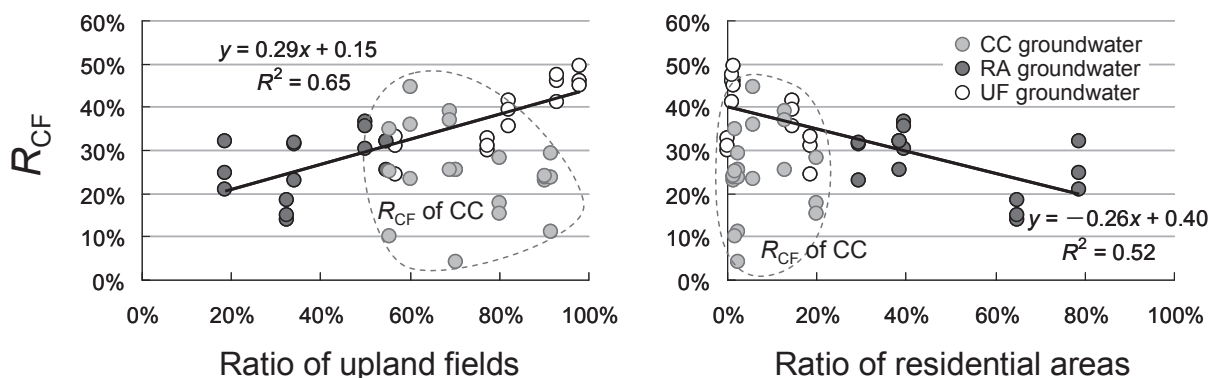 60%
50%
40%
30%
20%
10%
0%
R_CF
y = 0.29x + 0.15
R² = 0.65
R_CF of CC
0% 20% 40% 60% 80% 100%
Ratio of upland fields
60%
50%
40%
30%
20%
10%
0%
CC groundwater
RA groundwater
UF groundwater
R_CF of CC
y = −0.26x + 0.40
R² = 0.52
0% 20% 40% 60% 80% 100%
Ratio of residential areas